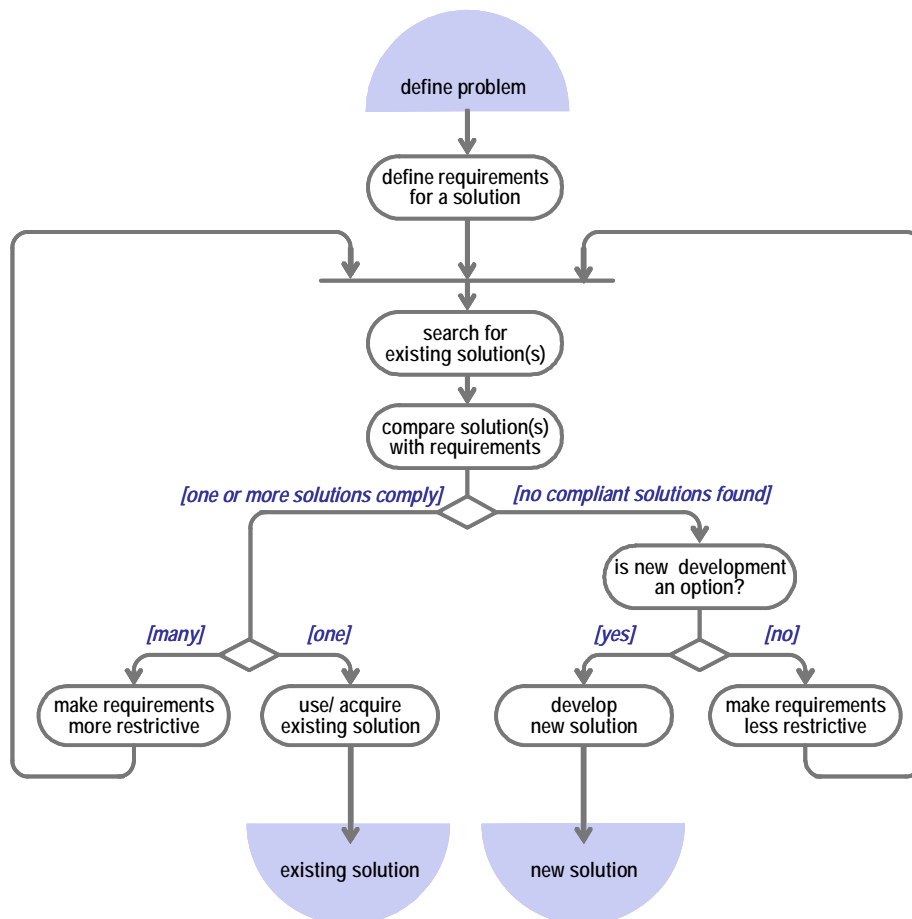 define problem
define requirements
for a solution
search for
existing solution(s)
compare solution(s)
with requirements
[one or more solutions comply]
[no compliant solutions found]
is new development
an option?
[many]
[one]
[yes]
[no]
make requirements
more restrictive
use/ acquire
existing solution
develop
new solution
make requirements
less restrictive
existing solution
new solution